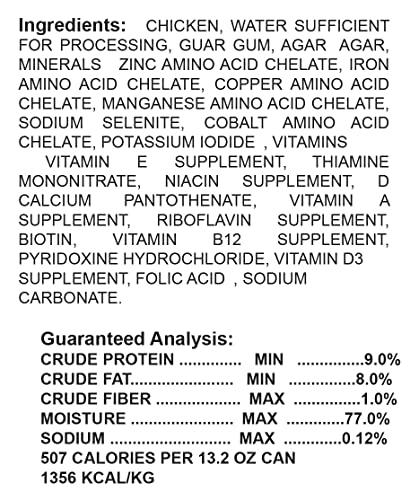 Ingredients: CHICKEN, WATER SUFFICIENT
FOR PROCESSING, GUAR GUM, AGAR AGAR,
MINERALS ZINC AMINO ACID CHELATE, IRON
AMINO ACID CHELATE, COPPER AMINO ACID
CHELATE, MANGANESE AMINO ACID CHELATE,
SODIUM SELENITE, COBALT AMINO ACID
CHELATE, POTASSIUM IODIDE , VITAMINS
VITAMIN E SUPPLEMENT, THIAMINE
MONONITRATE, NIACIN SUPPLEMENT, D
CALCIUM PANTOTHENATE, VITAMIN A
SUPPLEMENT, RIBOFLAVIN SUPPLEMENT,
BIOTIN, VITAMIN B12 SUPPLEMENT,
PYRIDOXINE HYDROCHLORIDE, VITAMIN D3
SUPPLEMENT, FOLIC ACID , SODIUM
CARBONATE.
Guaranteed Analysis:
CRUDE PROTEIN .............. MIN ...............9.0%
CRUDE FAT....................... MIN ...............8.0%
CRUDE FIBER ................... MAX ...............1.0%
MOISTURE ....................... MAX .............77.0%
SODIUM ........................... MAX .............0.12%
507 CALORIES PER 13.2 OZ CAN
1356 KCAL/KG